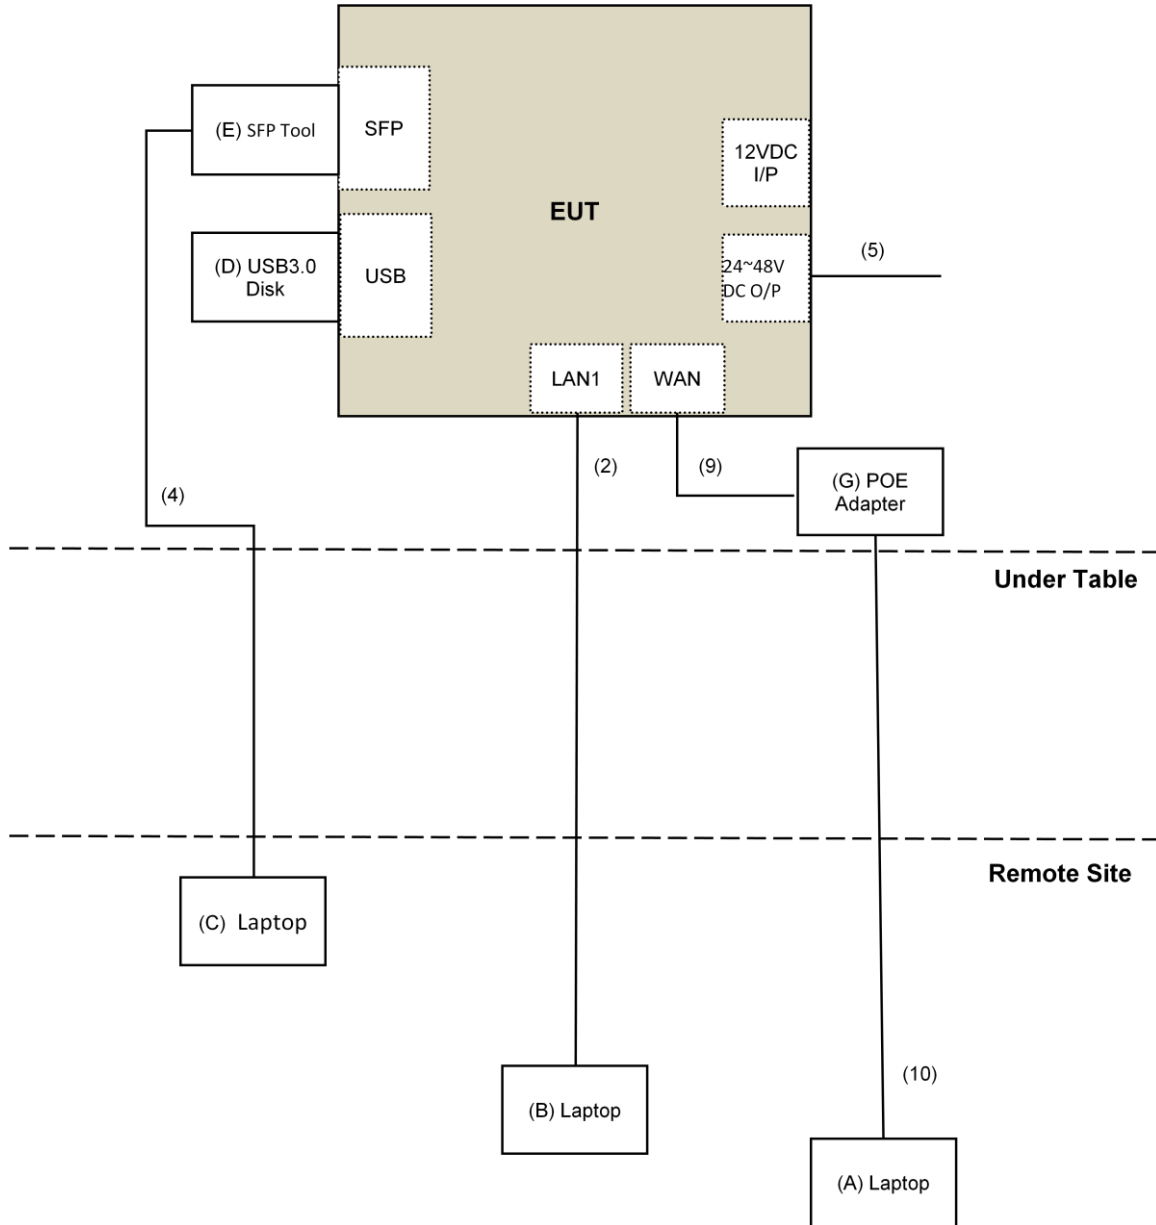 (E) SFP Tool
SFP
12VDC
I/P
EUT
(D) USB3.0
Disk
USB
24~48V
DC O/P
(5)
LAN1
WAN
(4)
(2)
(9)
(G) POE
Adapter
Under Table
Remote Site
(C) Laptop
(10)
(B) Laptop
(A) Laptop